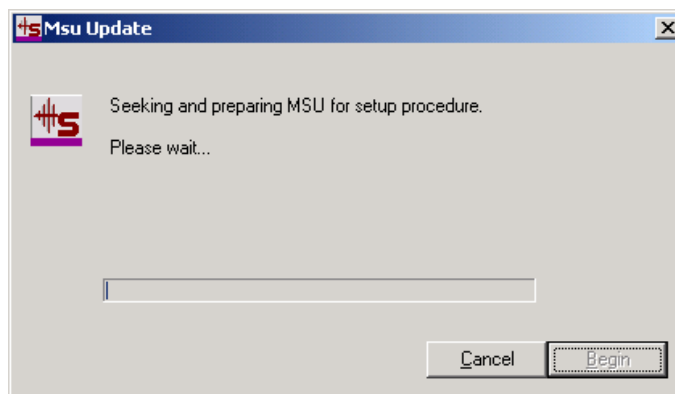 Msu Update
Seeking and preparing MSU for setup procedure.
Please wait...
Cancel
Begin